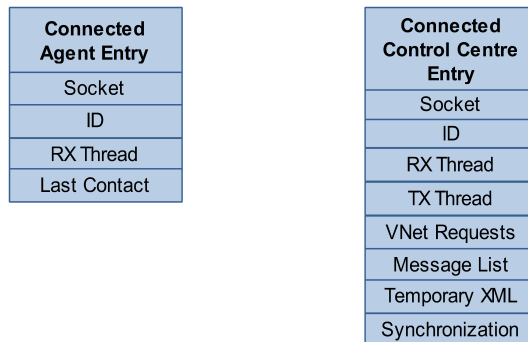 Connected
Agent Entry
Socket
ID
RX Thread
Last Contact
Connected
Control Centre
Entry
Socket
ID
RX Thread
TX Thread
VNet Requests
Message List
Temporary XML
Synchronization